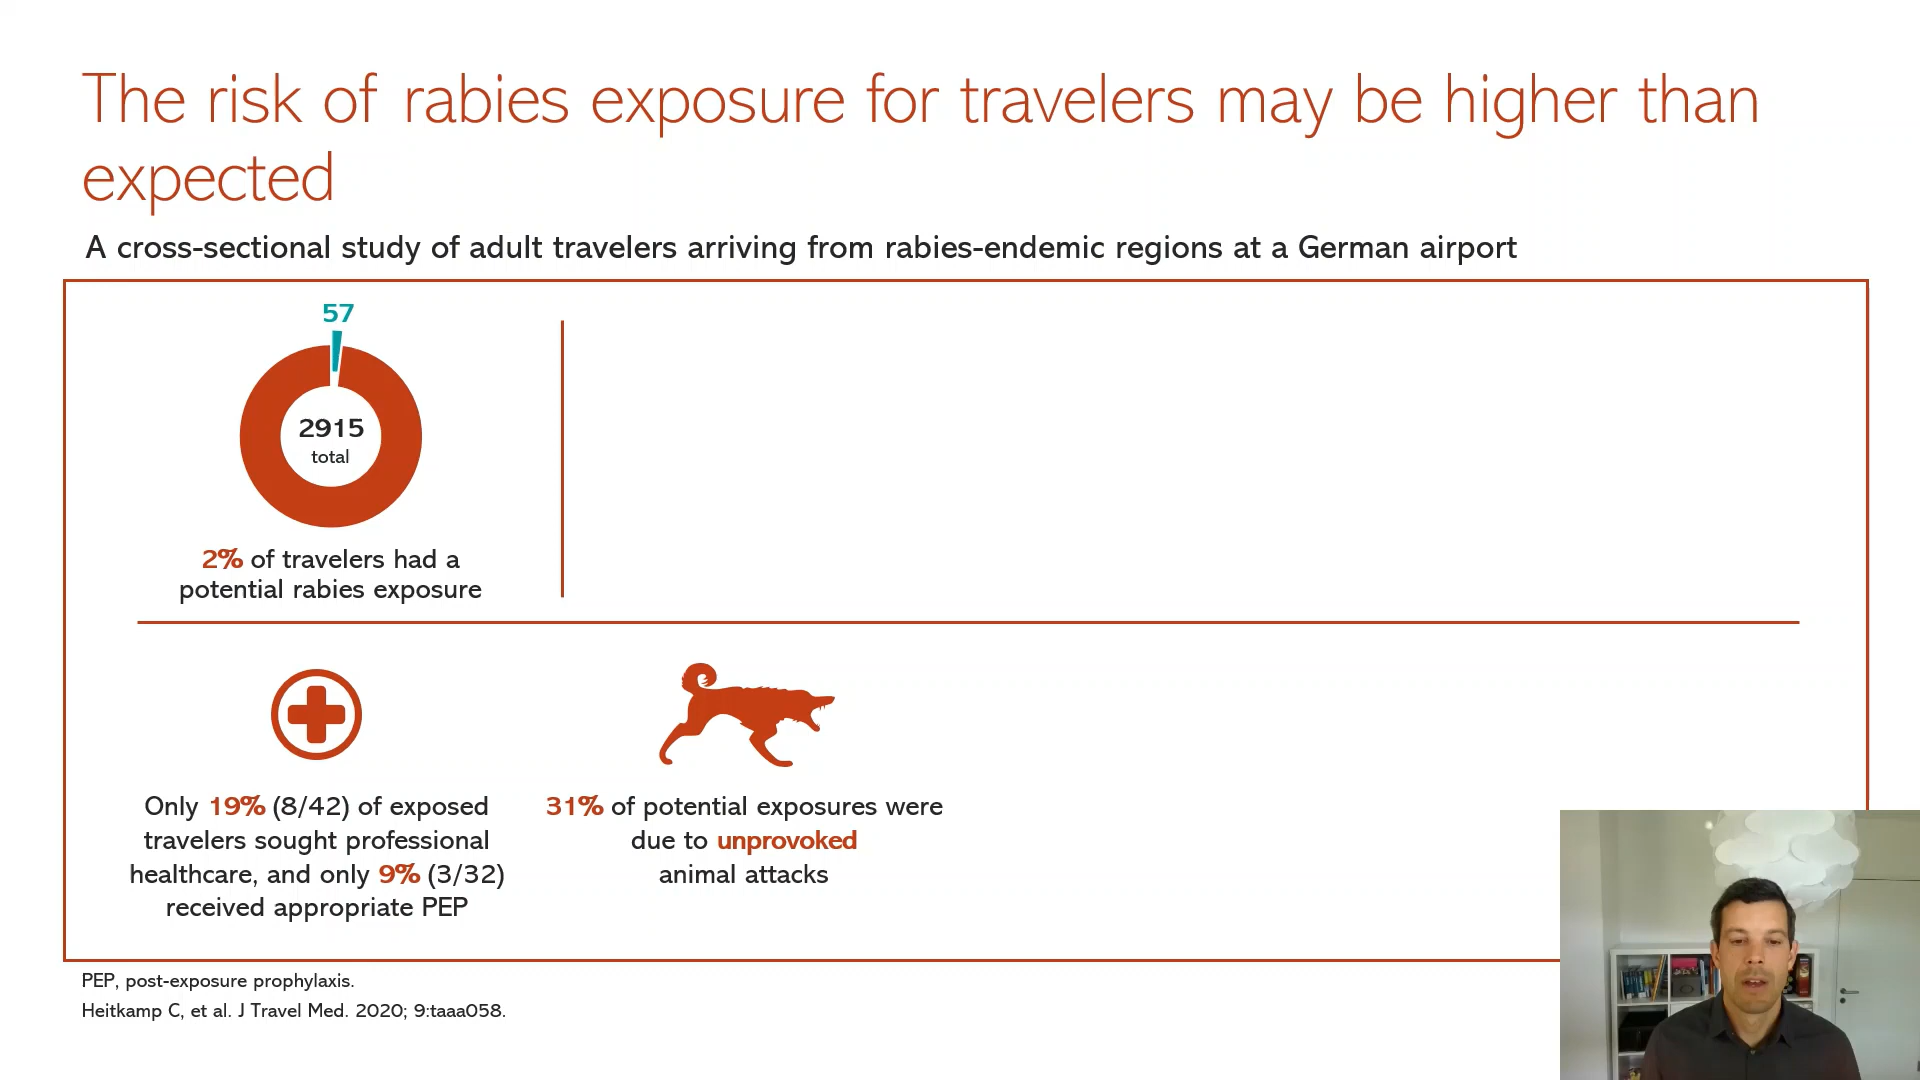 The risk of rabies exposure for travelers may be higher than
expected
A cross-sectional study of adult travelers arriving from rabies-endemic regions at a German airport
57
2915
total
2% of travelers had a
potential rabies exposure
Only 19% (8/42) of exposed
travelers sought professional
healthcare, and only 9% (3/32)
received appropriate PEP
31% of potential exposures were
due to unprovoked
animal attacks
PEP, post-exposure prophylaxis.
Heitkamp C, et al. J Travel Med. 2020; 9:taaa058.